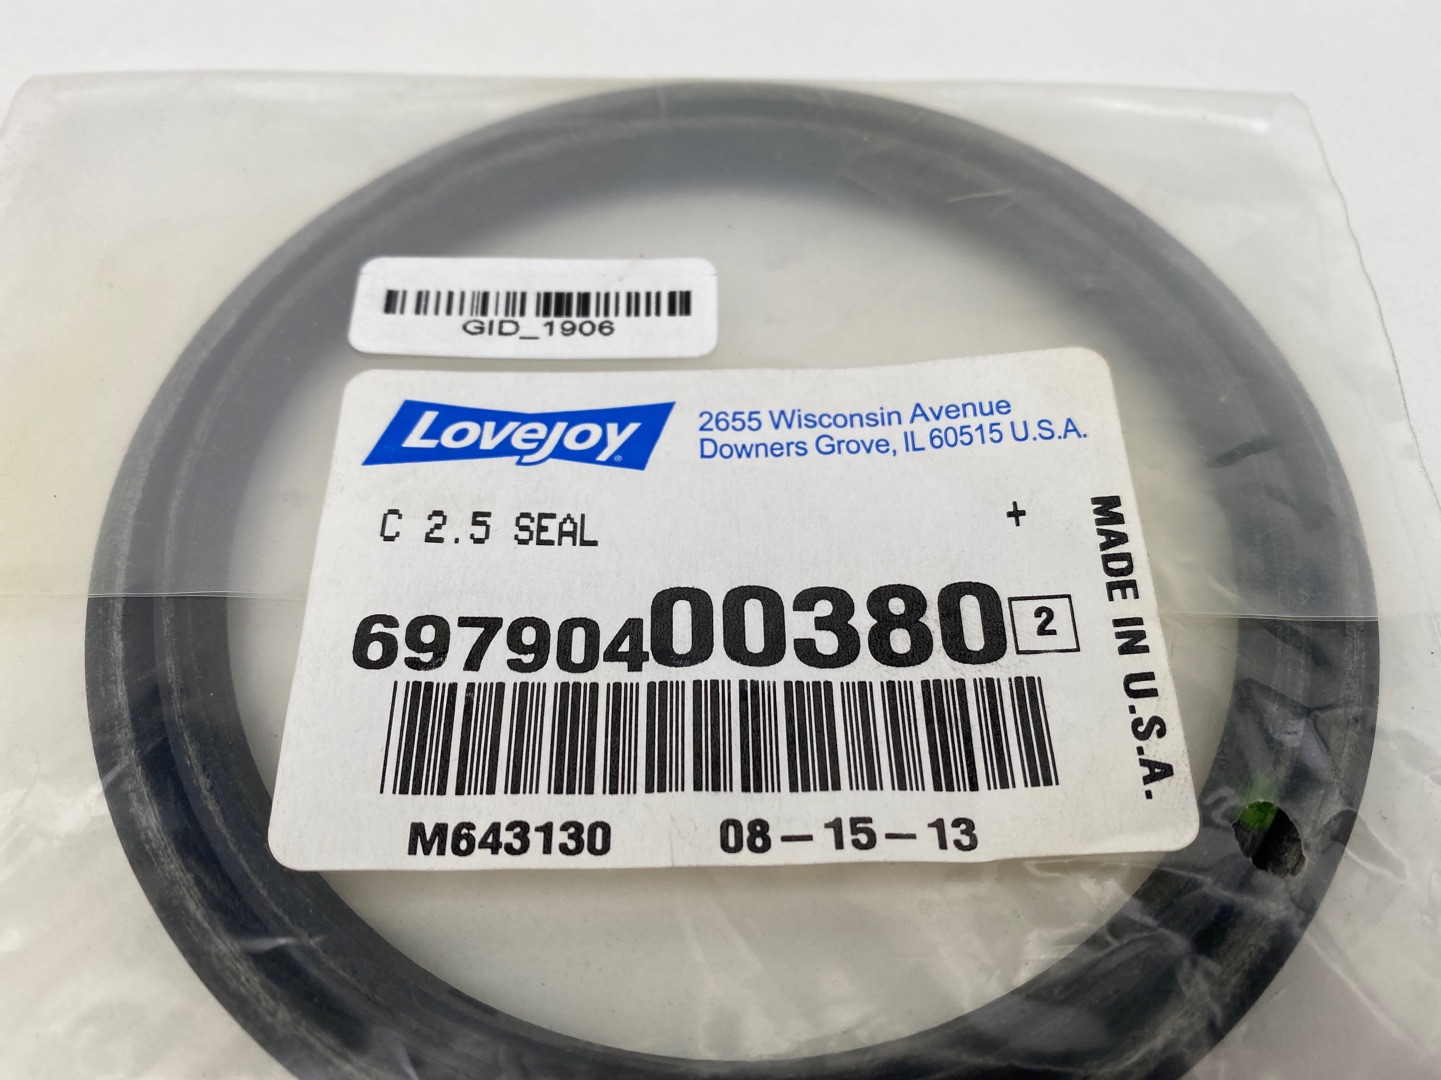 GID_1906
Lovejoy®
2655 Wisconsin Avenue
Downers Grove, IL 60515 U.S.A.
C 2.5 SEAL
+
69790400380 2
MADE IN U.S.A.
M643130 08-15-13